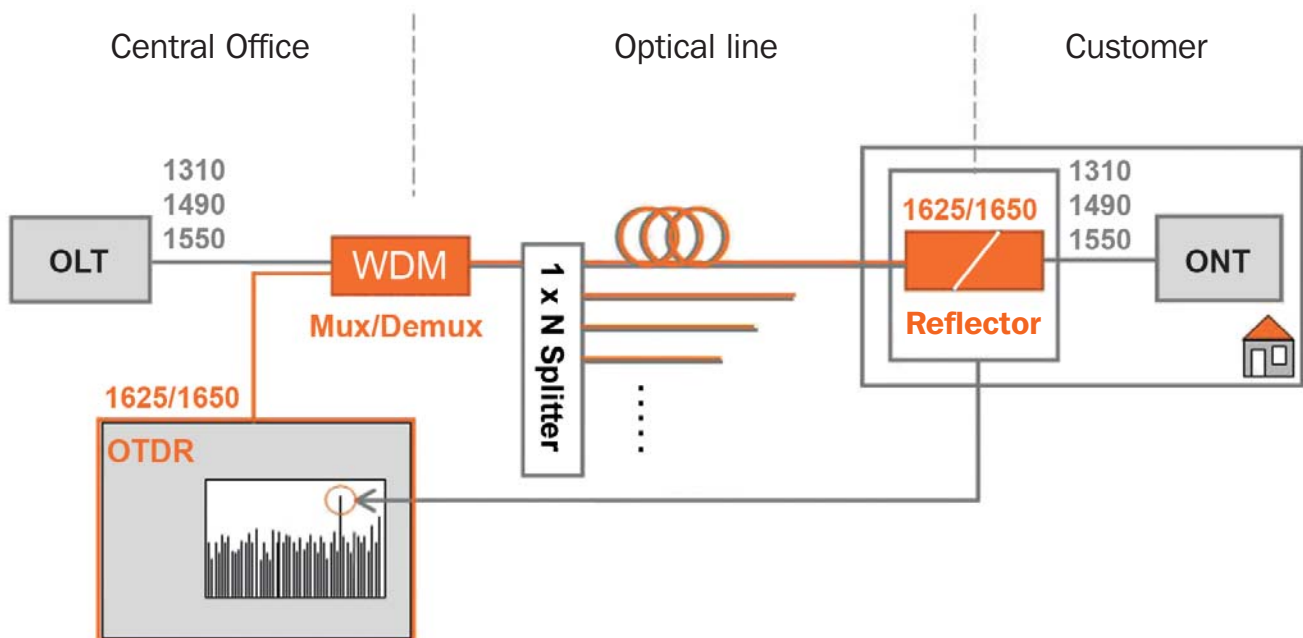 Central Office
Optical line
Customer
1310
1490
1550
OLT
WDM
Mux/Demux
1 x N Splitter
1625/1650
Reflector
1310
1490
1550
ONT
1625/1650
OTDR